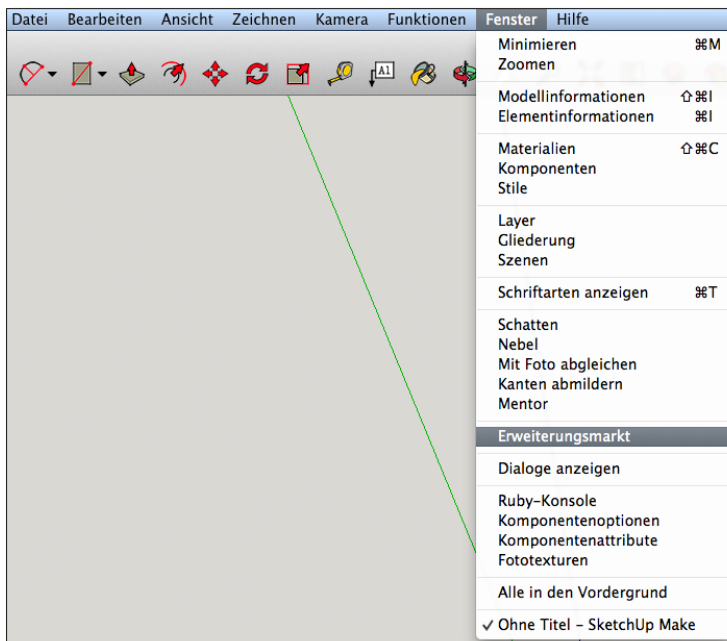 Datei Bearbeiten Ansicht Zeichnen Kamera Funktionen Fenster Hilfe
A1
Minimieren ⌘M
Zoomen
Modellinformationen ⇧⌘I
Elementinformationen ⌘I
Materialien ⇧⌘C
Komponenten
Stile
Layer
Gliederung
Szenen
Schriftarten anzeigen ⌘T
Schatten
Nebel
Mit Foto abgleichen
Kanten abmildern
Mentor
Erweiterungsmarkt
Dialoge anzeigen
Ruby-Konsole
Komponentenoptionen
Komponentenattribute
Fototexturen
Alle in den Vordergrund
✓ Ohne Titel – SketchUp Make